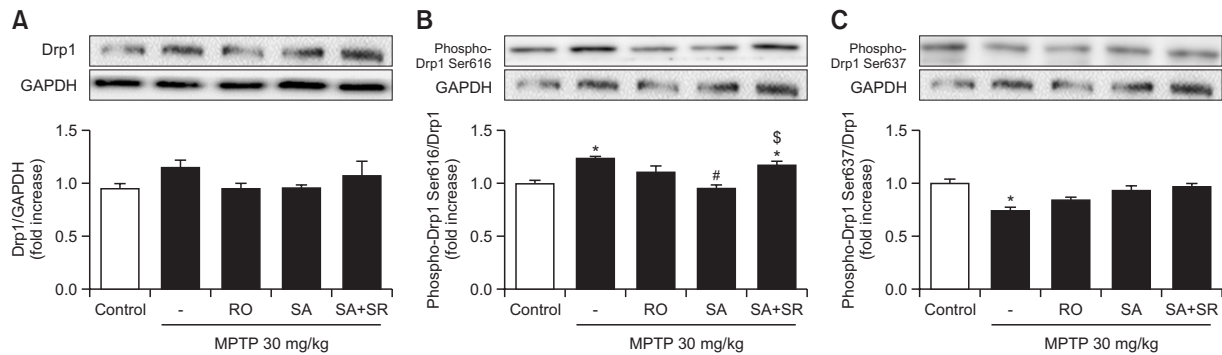 A
Drp1
GAPDH
1.5
1.0
0.5
0.0
Drp1/GAPDH
(fold increase)
Control
-
RO
SA
SA+SR
MPTP 30 mg/kg
B
Phospho-
Drp1 Ser616
GAPDH
1.5
1.0
0.5
0.0
Phospho-Drp1 Ser616/Drp1
(fold increase)
*
#
$
*
Control
-
RO
SA
SA+SR
MPTP 30 mg/kg
C
Phospho-
Drp1 Ser637
GAPDH
1.5
1.0
0.5
0.0
Phospho-Drp1 Ser637/Drp1
(fold increase)
*
Control
-
RO
SA
SA+SR
MPTP 30 mg/kg